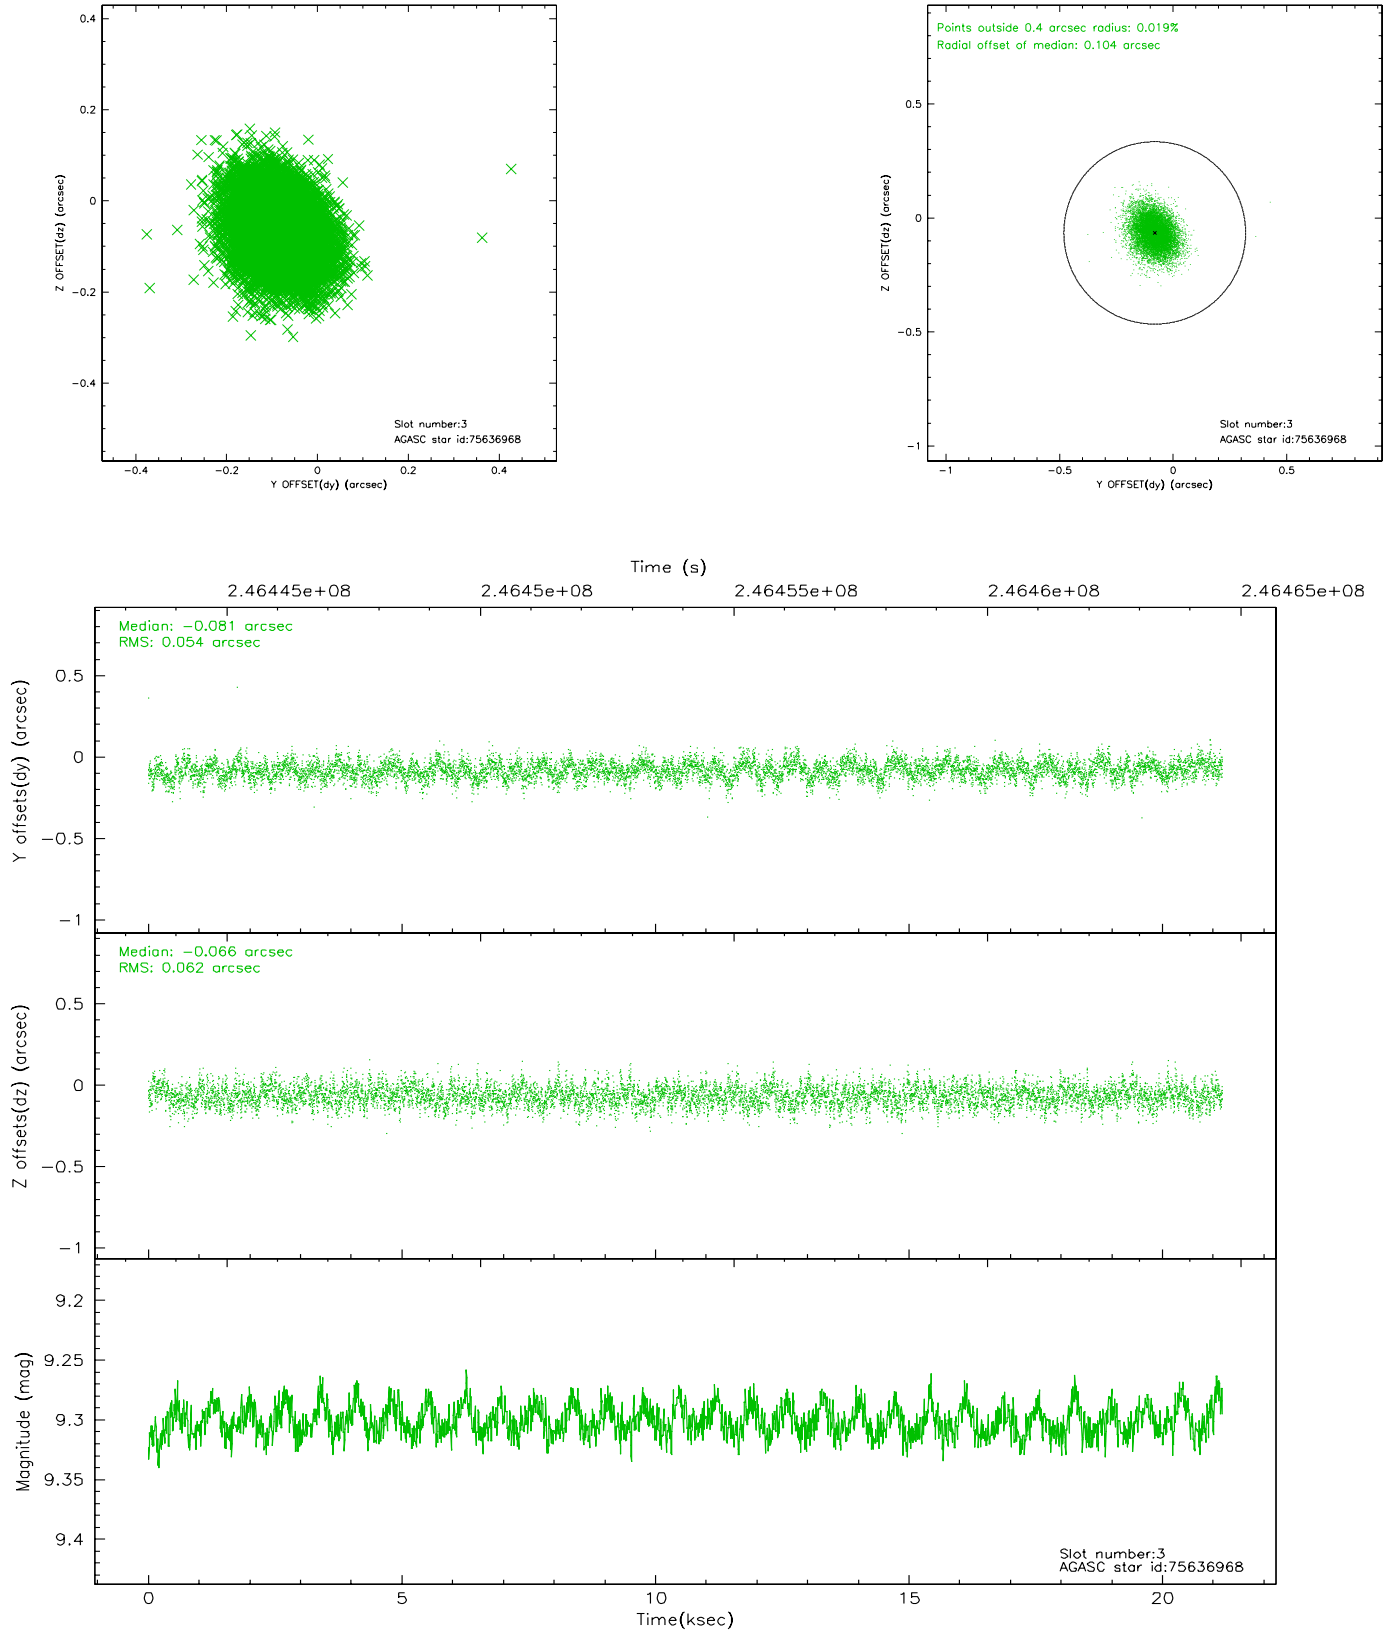 0.4
0.2
0
−0.2
−0.4
Z OFFSET(dz) (arcsec)
Slot number:3
AGASC star id:75636968
−0.4 −0.2 0 0.2 0.4
Y OFFSET(dy) (arcsec)
Points outside 0.4 arcsec radius: 0.019%
Radial offset of median: 0.104 arcsec
0.5
0
−0.5
−1
Z OFFSET(dz) (arcsec)
Slot number:3
AGASC star id:75636968
−1 −0.5 0 0.5
Y OFFSET(dy) (arcsec)
Time (s)
2.46445e+08 2.4645e+08 2.46455e+08 2.4646e+08 2.46465e+08
Median: −0.081 arcsec
RMS: 0.054 arcsec
0.5
0
−0.5
−1
Y offsets(dy) (arcsec)
Median: −0.066 arcsec
RMS: 0.062 arcsec
0.5
0
−0.5
−1
Z offsets(dz) (arcsec)
9.2
9.25
9.3
9.35
9.4
Magnitude (mag)
Slot number:3
AGASC star id:75636968
0 5 10 15 20
Time(ksec)